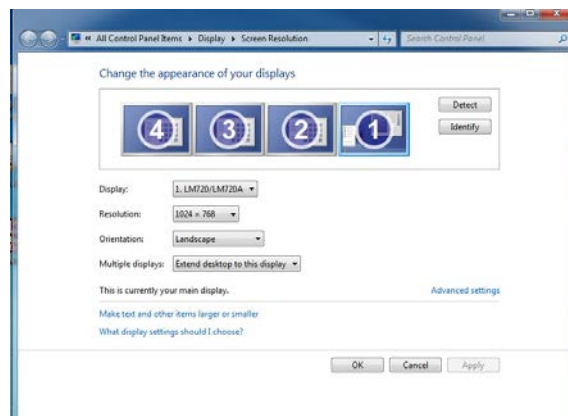 « All Control Panel Items ▸ Display ▸ Screen Resolution Search Control Panel
Change the appearance of your displays
4 3 2 1
Detect
Identify
Display: 1. LM720/LM720A
Resolution: 1024 × 768
Orientation: Landscape
Multiple displays: Extend desktop to this display
This is currently your main display. Advanced settings
Make text and other items larger or smaller
What display settings should I choose?
OK Cancel Apply